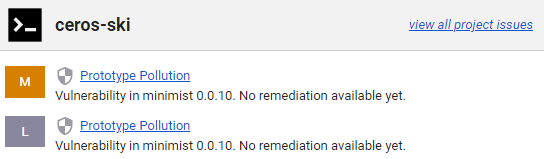 ceros-ski
view all project issues
M
Prototype Pollution
Vulnerability in minimist 0.0.10. No remediation available yet.
L
Prototype Pollution
Vulnerability in minimist 0.0.10. No remediation available yet.